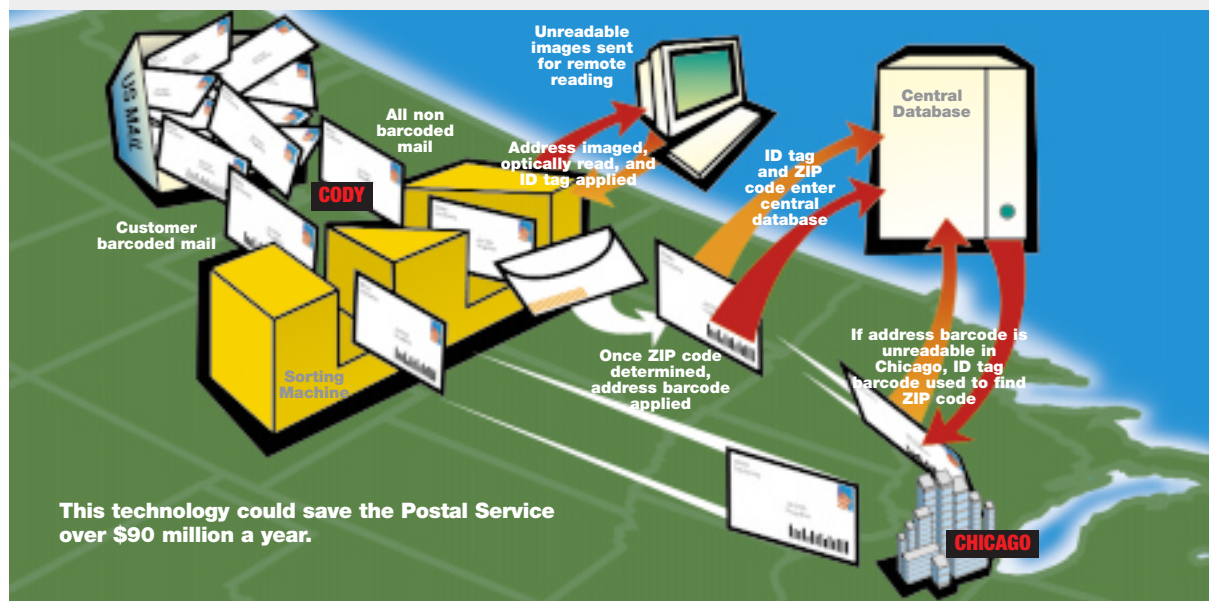 US MAIL
Unreadable
images sent
for remote
reading
All non
barcoded
mail
Central
Database
Address imaged,
optically read, and
ID tag applied
ID tag
and ZIP
code enter
central
database
CODY
Customer
barcoded mail
Sorting
Machine
Once ZIP code
determined,
address barcode
applied
If address barcode is
unreadable in
Chicago, ID tag
barcode used to find
ZIP code
This technology could save the Postal Service
over $90 million a year.
CHICAGO